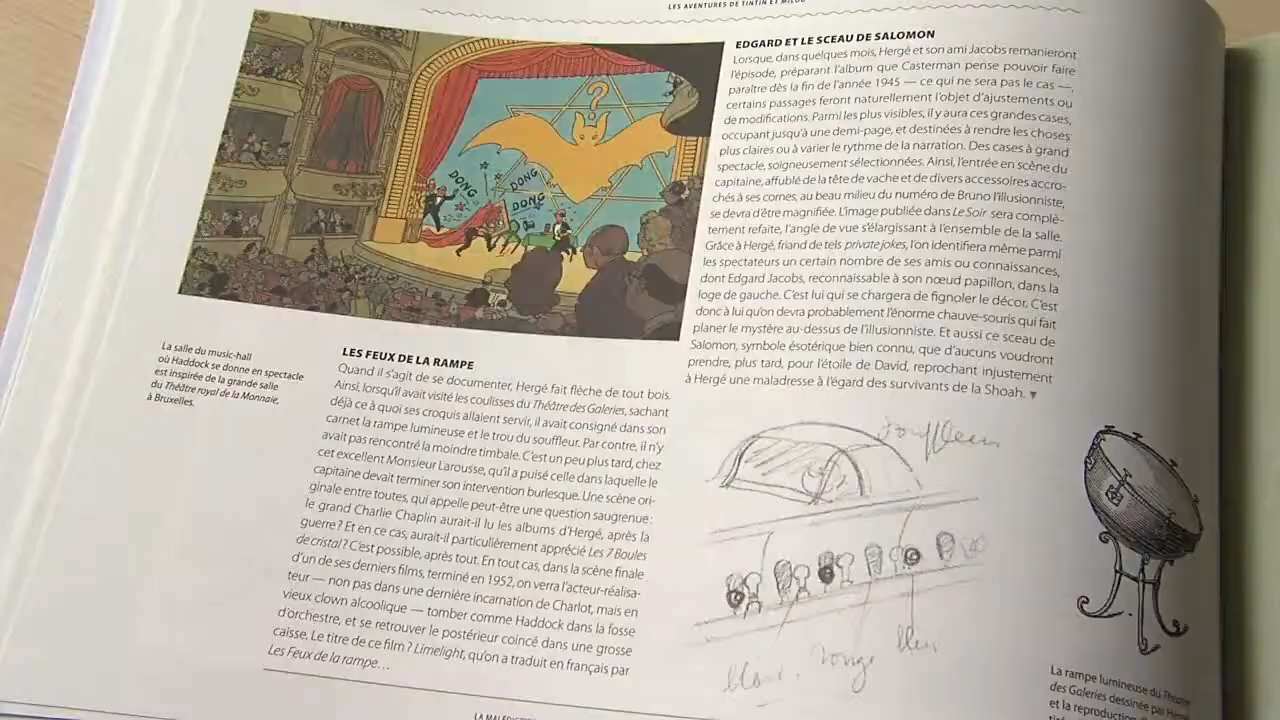 LES AVENTURES DE TINTIN ET MILOU
DONG
DONG
DONG
?
EDGARD ET LE SCEAU DE SALOMON
Lorsque, dans quelques mois, Hergé et son ami Jacobs remanieront
l'épisode, préparant l'album que Casterman pense pouvoir faire
paraître dès la fin de l'année 1945 — ce qui ne sera pas le cas —,
certains passages feront naturellement l'objet d'ajustements ou
de modifications. Parmi les plus visibles, il y aura ces grandes cases,
occupant jusqu'à une demi-page, et destinées à rendre les choses
plus claires ou à varier le rythme de la narration. Des cases à grand
spectacle, soigneusement sélectionnées. Ainsi, l'entrée en scène du
capitaine, affublé de la tête de vache et de divers accessoires accro-
chés à ses cornes, au beau milieu du numéro de Bruno l'illusionniste,
se devra d'être magnifiée. L'image publiée dans Le Soir sera complè-
tement refaite, l'angle de vue s'élargissant à l'ensemble de la salle.
Grâce à Hergé, friand de tels private jokes, l'on identifiera même parmi
les spectateurs un certain nombre de ses amis ou connaissances,
dont Edgard Jacobs, reconnaissable à son nœud papillon, dans la
loge de gauche. C'est lui qui se chargera de fignoler le décor. C'est
donc à lui qu'on devra probablement l'énorme chauve-souris qui fait
planer le mystère au-dessus de l'illusionniste. Et aussi ce sceau de
Salomon, symbole ésotérique bien connu, que d'aucuns voudront
prendre, plus tard, pour l'étoile de David, reprochant injustement
à Hergé une maladresse à l'égard des survivants de la Shoah. ▼
La salle du music-hall
où Haddock se donne en spectacle
est inspirée de la grande salle
du Théâtre royal de la Monnaie,
à Bruxelles.
LES FEUX DE LA RAMPE
Quand il s'agit de se documenter, Hergé fait flèche de tout bois.
Ainsi, lorsqu'il avait visité les coulisses du Théâtre des Galeries, sachant
déjà ce à quoi ses croquis allaient servir, il avait consigné dans son
carnet la rampe lumineuse et le trou du souffleur. Par contre, il n'y
avait pas rencontré la moindre timbale. C'est un peu plus tard, chez
cet excellent Monsieur Larousse, qu'il a puisé celle dans laquelle le
capitaine devait terminer son intervention burlesque. Une scène ori-
ginale entre toutes, qui appelle peut-être une question saugrenue :
le grand Charlie Chaplin aurait-il lu les albums d'Hergé, après la
guerre ? Et en ce cas, aurait-il particulièrement apprécié Les 7 Boules
de cristal ? C'est possible, après tout. En tout cas, dans la scène finale
d'un de ses derniers films, terminé en 1952, on verra l'acteur-réalisa-
teur — non pas dans une dernière incarnation de Charlot, mais en
vieux clown alcoolique — tomber comme Haddock dans la fosse
d'orchestre, et se retrouver le postérieur coincé dans une grosse
caisse. Le titre de ce film ? Limelight, qu'on a traduit en français par
Les Feux de la rampe…
souffleur
blanc. rouge bleu
La rampe lumineuse du Théâtre
des Galeries dessinée par
et la reproduction
LA